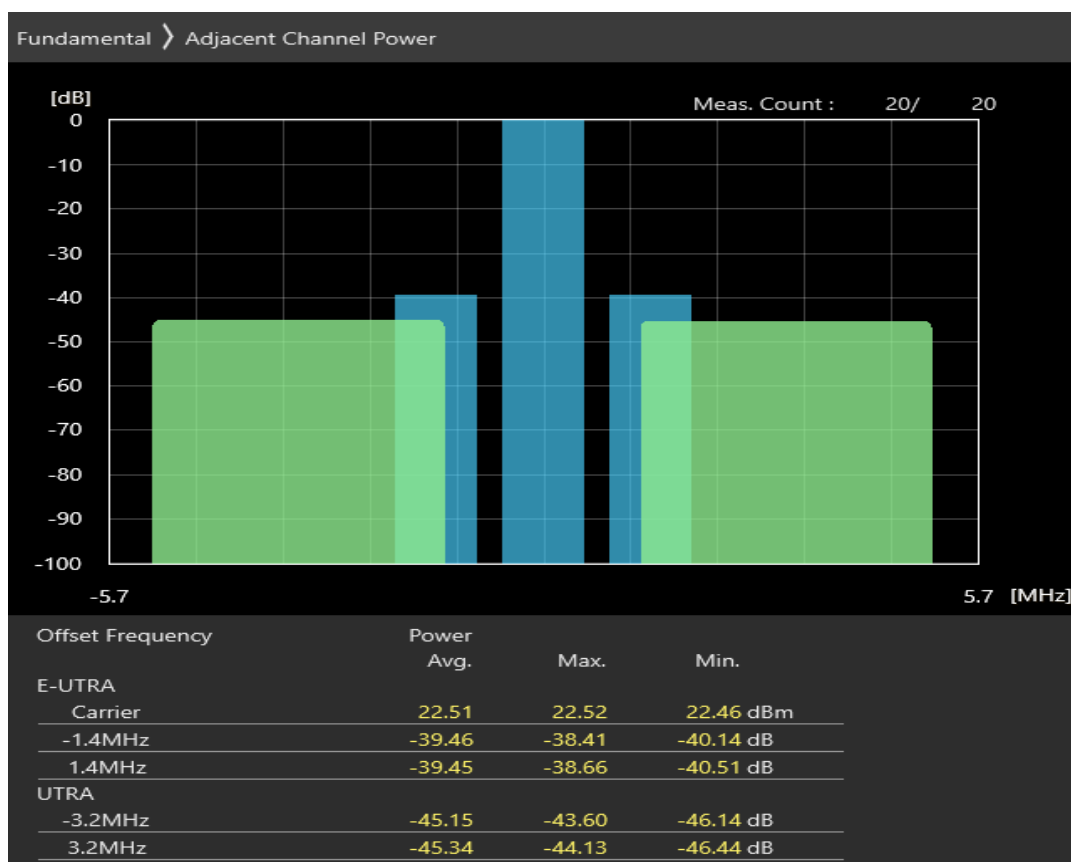 Fundamental 〉 Adjacent Channel Power
[dB]
Meas. Count : 20/ 20
0
-10
-20
-30
-40
-50
-60
-70
-80
-90
-100
-5.7 5.7 [MHz]
Offset Frequency Power
Avg. Max. Min.
E-UTRA
Carrier 22.51 22.52 22.46 dBm
-1.4MHz -39.46 -38.41 -40.14 dB
1.4MHz -39.45 -38.66 -40.51 dB
UTRA
-3.2MHz -45.15 -43.60 -46.14 dB
3.2MHz -45.34 -44.13 -46.44 dB